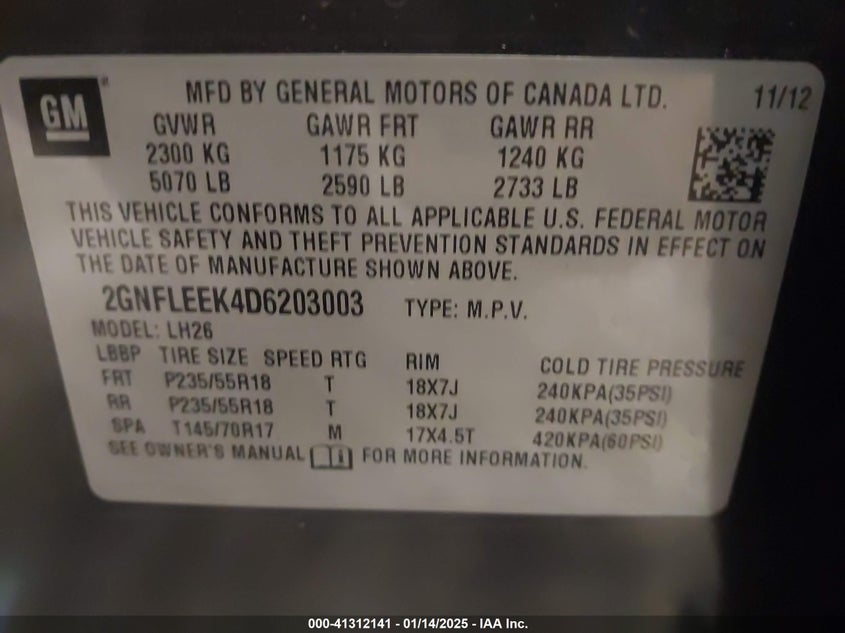 GM
MFD BY GENERAL MOTORS OF CANADA LTD. 11/12
GVWR GAWR FRT GAWR RR
2300 KG 1175 KG 1240 KG
5070 LB 2590 LB 2733 LB
THIS VEHICLE CONFORMS TO ALL APPLICABLE U.S. FEDERAL MOTOR
VEHICLE SAFETY AND THEFT PREVENTION STANDARDS IN EFFECT ON
THE DATE OF MANUFACTURE SHOWN ABOVE.
2GNFLEEK4D6203003 TYPE: M.P.V.
MODEL: LH26
LBBP TIRE SIZE SPEED RTG RIM COLD TIRE PRESSURE
FRT P235/55R18 T 18X7J 240KPA(35PSI)
RR P235/55R18 T 18X7J 240KPA(35PSI)
SPA T145/70R17 M 17X4.5T 420KPA(60PSI)
SEE OWNER'S MANUAL FOR MORE INFORMATION.
000-41312141 - 01/14/2025 - IAA Inc.